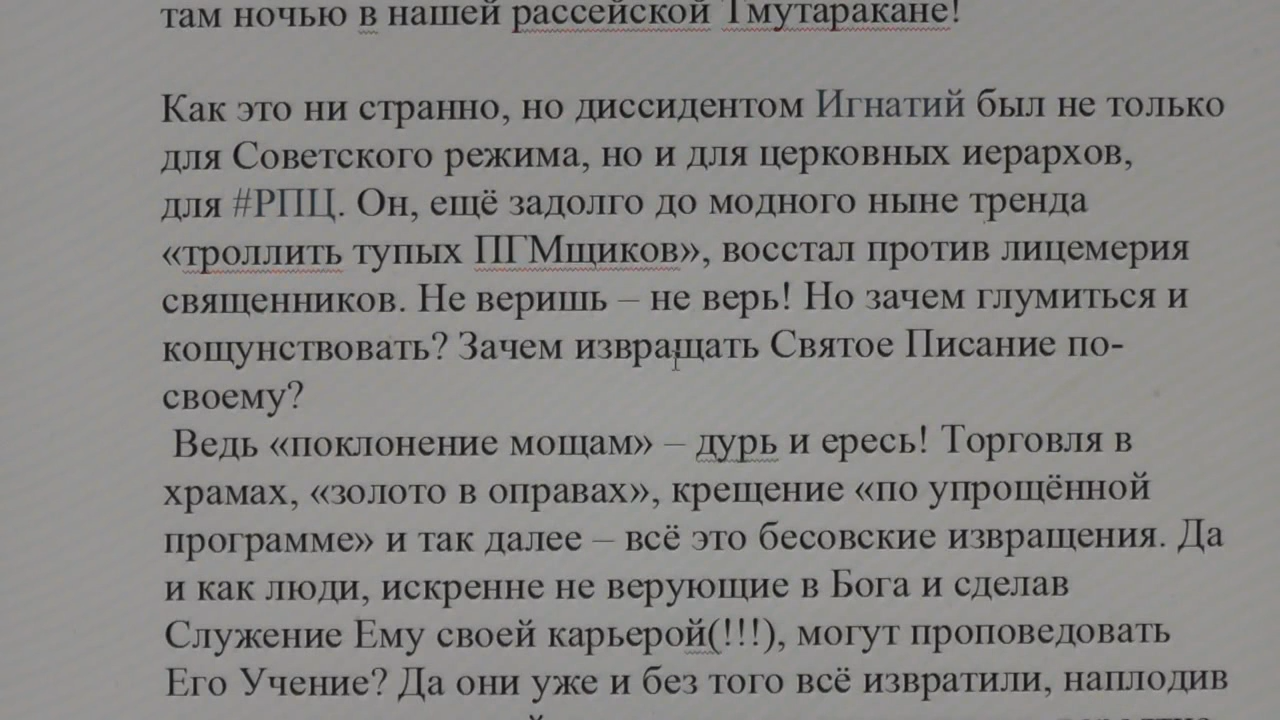 там ночью в нашей рассейской Тмутаракане!
Как это ни странно, но диссидентом Игнатий был не только
для Советского режима, но и для церковных иерархов,
для #РПЦ. Он, ещё задолго до модного ныне тренда
«троллить тупых ПГМщиков», восстал против лицемерия
священников. Не веришь – не верь! Но зачем глумиться и
кощунствовать? Зачем извращать Святое Писание по-
своему?
Ведь «поклонение мощам» – дурь и ересь! Торговля в
храмах, «золото в оправах», крещение «по упрощённой
программе» и так далее – всё это бесовские извращения. Да
и как люди, искренне не верующие в Бога и сделав
Служение Ему своей карьерой(!!!), могут проповедовать
Его Учение? Да они уже и без того всё извратили, наплодив